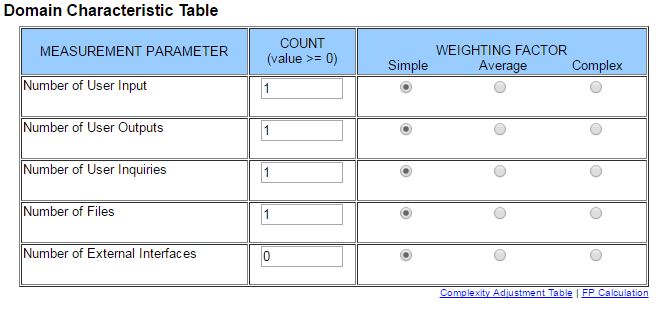 Domain Characteristic Table
MEASUREMENT PARAMETER
COUNT
(value >= 0)
WEIGHTING FACTOR
Simple Average Complex
Number of User Input 1
Number of User Outputs 1
Number of User Inquiries 1
Number of Files 1
Number of External Interfaces 0
Complexity Adjustment Table | FP Calculation